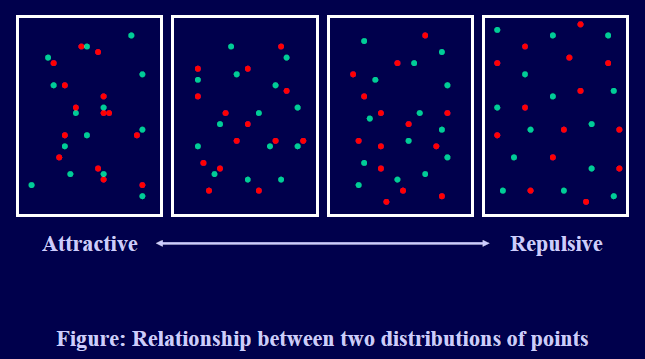 Attractive Repulsive
Figure: Relationship between two distributions of points